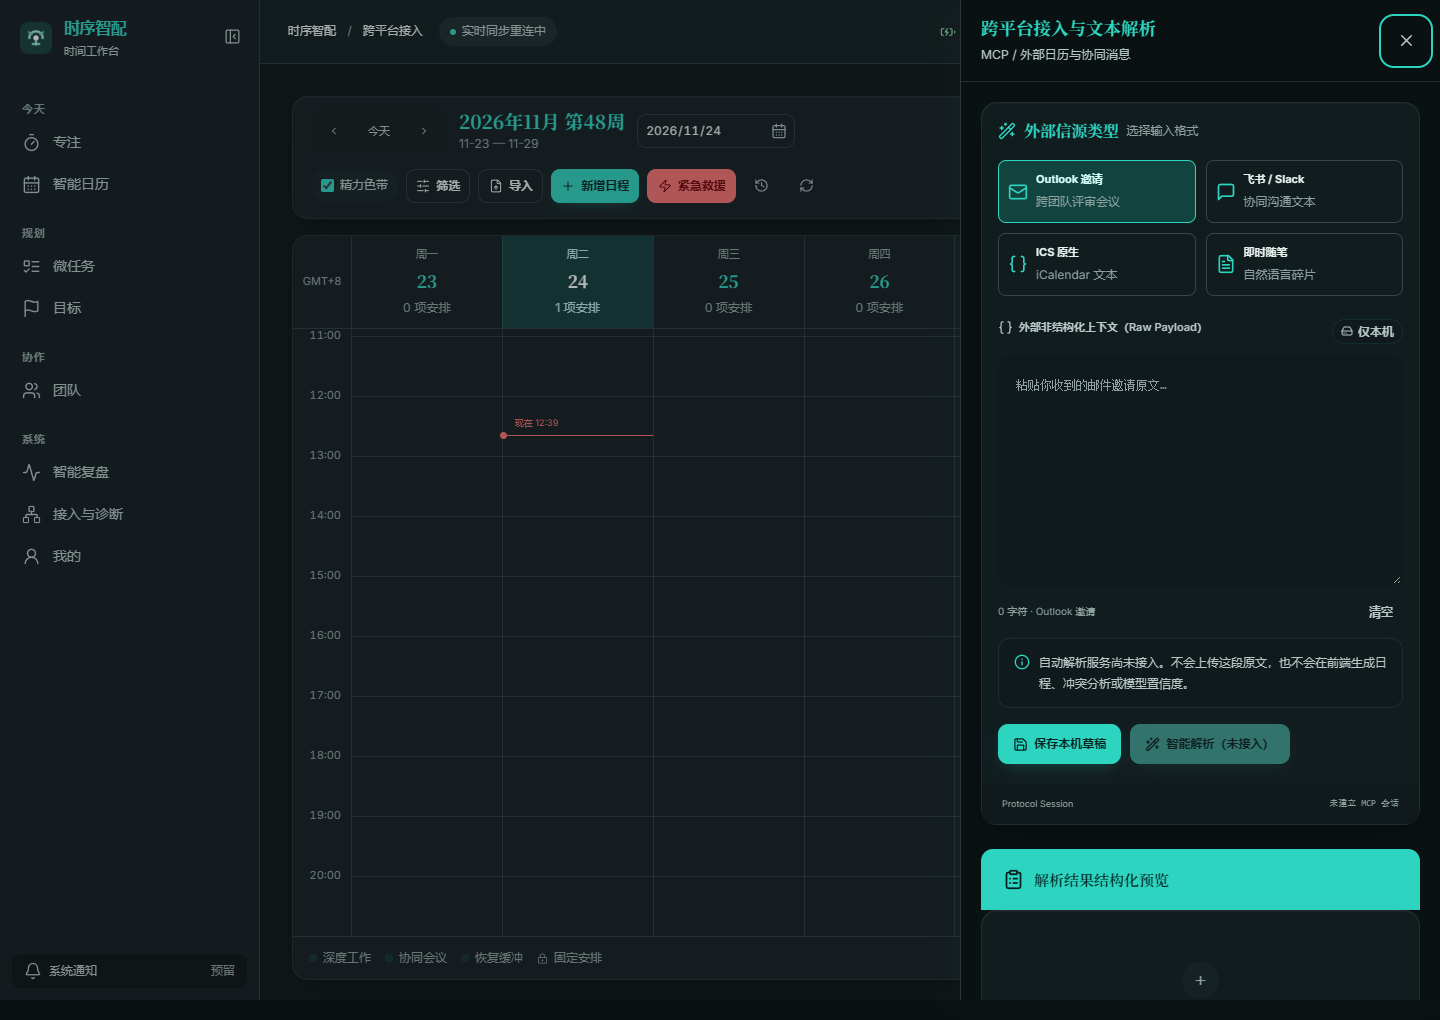 时序智配
时间工作台
今天
专注
智能日历
规划
微任务
目标
协作
团队
系统
智能复盘
接入与诊断
我的
系统通知
预留
时序智配 / 跨平台接入
实时同步重连中
今天
2026年11月 第48周
11-23 — 11-29
2026/11/24
精力色带
筛选
导入
新增日程
紧急救援
GMT+8
周一
23
0 项安排
周二
24
1 项安排
周三
25
0 项安排
周四
26
0 项安排
11:00
12:00
现在 12:39
13:00
14:00
15:00
16:00
17:00
18:00
19:00
20:00
深度工作
协同会议
恢复缓冲
固定安排
跨平台接入与文本解析
MCP / 外部日历与协同消息
外部信源类型 选择输入格式
Outlook 邀请
跨团队评审会议
飞书 / Slack
协同沟通文本
ICS 原生
iCalendar 文本
即时随笔
自然语言碎片
外部非结构化上下文（Raw Payload）
仅本机
粘贴你收到的邮件邀请原文…
0 字符 · Outlook 邀请
清空
自动解析服务尚未接入。不会上传这段原文，也不会在前端生成日
程、冲突分析或模型置信度。
保存本机草稿
智能解析（未接入）
Protocol Session
未建立 MCP 会话
解析结果结构化预览